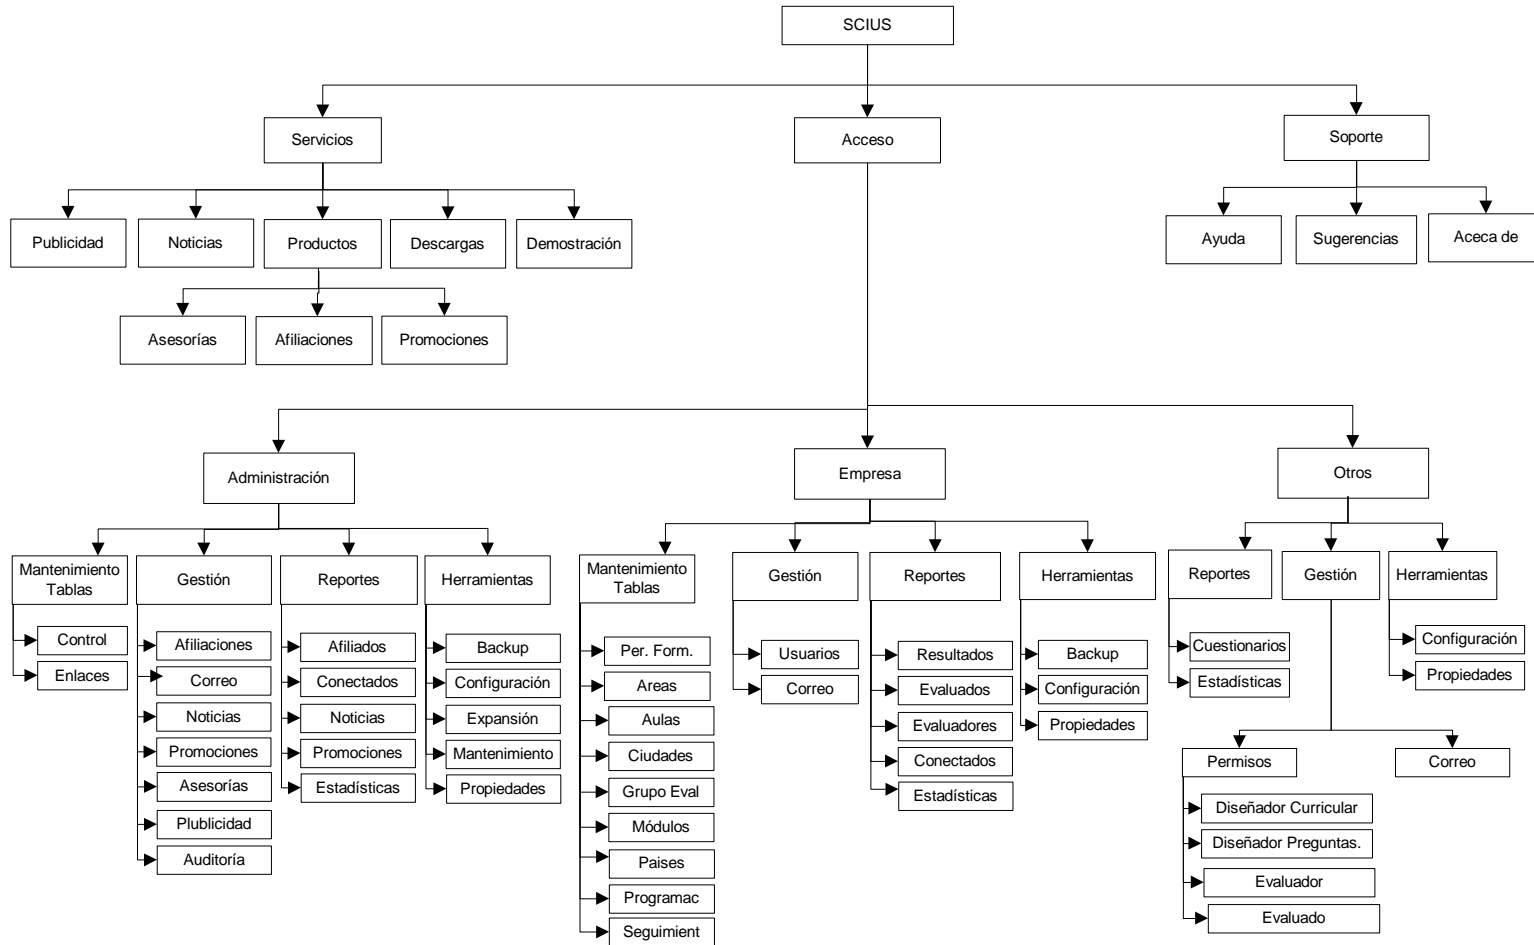 SCIUS
Servicios
Acceso
Soporte
Publicidad
Noticias
Productos
Descargas
Demostración
Ayuda
Sugerencias
Aceca de
Asesorías
Afiliaciones
Promociones
Administración
Empresa
Otros
Mantenimiento
Tablas
Gestión
Reportes
Herramientas
Control
Enlaces
Afiliaciones
Correo
Noticias
Promociones
Asesorías
Plublicidad
Auditoría
Afiliados
Conectados
Noticias
Promociones
Estadísticas
Backup
Configuración
Expansión
Mantenimiento
Propiedades
Mantenimiento
Tablas
Gestión
Reportes
Herramientas
Per. Form.
Areas
Aulas
Ciudades
Grupo Eval
Módulos
Paises
Programac
Seguimient
Usuarios
Correo
Resultados
Evaluados
Evaluadores
Conectados
Estadísticas
Backup
Configuración
Propiedades
Reportes
Gestión
Herramientas
Cuestionarios
Estadísticas
Configuración
Propiedades
Permisos
Correo
Diseñador Curricular
Diseñador Preguntas.
Evaluador
Evaluado